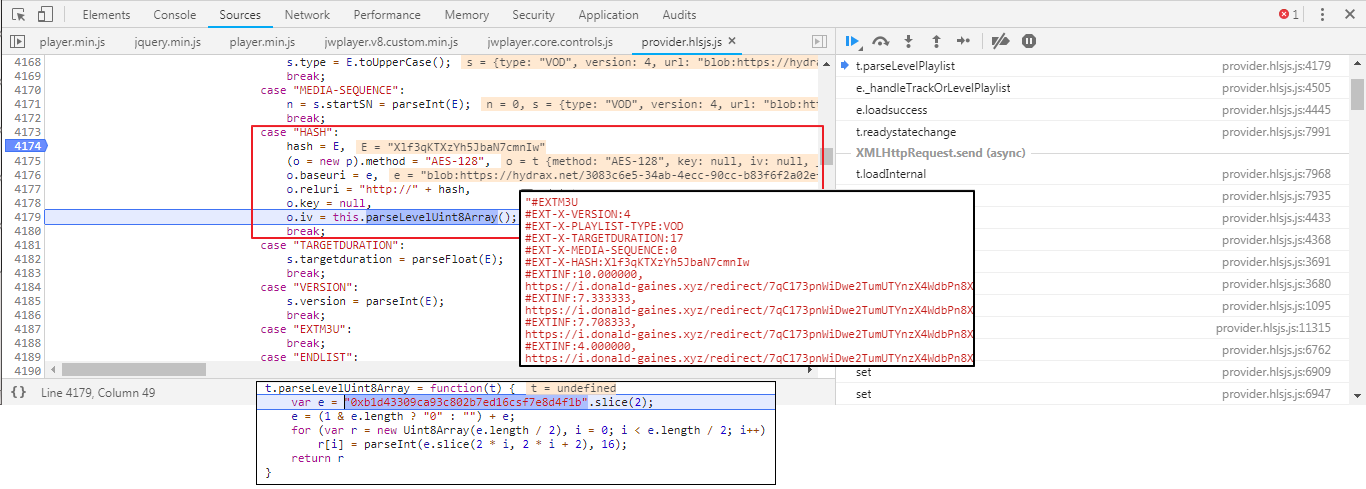 Elements Console Sources Network Performance Memory Security Application Audits 1
player.min.js jquery.min.js player.min.js jwplayer.v8.custom.min.js jwplayer.core.controls.js provider.hlsjs.js
4168 s.type = E.toUpperCase(); s = {type: "VOD", version: 4, url: "blob:https://hydra
4169 break;
4170 case "MEDIA-SEQUENCE":
4171 n = s.startSN = parseInt(E); n = 0, s = {type: "VOD", version: 4, url: "blob:htt
4172 break;
4173 case "HASH":
4174 hash = E, E = "Xlf3qKTXzYh5JbaN7cmnIw"
4175 (o = new p).method = "AES-128", o = t {method: "AES-128", key: null, iv: null,
4176 o.baseuri = e, e = "blob:https://hydrax.net/3083c6e5-34ab-4ecc-90cc-b83f6f2a02e
4177 o.reluri = "http://" + hash,
4178 o.key = null,
4179 o.iv = this.parseLevelUint8Array();
4180 break;
4181 case "TARGETDURATION":
4182 s.targetduration = parseFloat(E);
4183 break;
4184 case "VERSION":
4185 s.version = parseInt(E);
4186 break;
4187 case "EXTM3U":
4188 break;
4189 case "ENDLIST":
4190
{} Line 4179, Column 49
"#EXTM3U
#EXT-X-VERSION:4
#EXT-X-PLAYLIST-TYPE:VOD
#EXT-X-TARGETDURATION:17
#EXT-X-MEDIA-SEQUENCE:0
#EXT-X-HASH:Xlf3qKTXzYh5JbaN7cmnIw
#EXTINF:10.000000,
https://i.donald-gaines.xyz/redirect/7qC173pnWiDwe2TumUTYnzX4WdbPn8X
#EXTINF:7.333333,
https://i.donald-gaines.xyz/redirect/7qC173pnWiDwe2TumUTYnzX4WdbPn8X
#EXTINF:7.708333,
https://i.donald-gaines.xyz/redirect/7qC173pnWiDwe2TumUTYnzX4WdbPn8X
#EXTINF:4.000000,
https://i.donald-gaines.xyz/redirect/7qC173pnWiDwe2TumUTYnzX4WdbPn8X
t.parseLevelUint8Array = function(t) { t = undefined
var e = "0xb1d43309ca93c802b7ed16csf7e8d4f1b".slice(2);
e = (1 & e.length ? "0" : "") + e;
for (var r = new Uint8Array(e.length / 2), i = 0; i < e.length / 2; i++)
r[i] = parseInt(e.slice(2 * i, 2 * i + 2), 16);
return r
}
t.parseLevelPlaylist provider.hlsjs.js:4179
e._handleTrackOrLevelPlaylist provider.hlsjs.js:4505
e.loadsuccess provider.hlsjs.js:4445
t.readystatechange provider.hlsjs.js:7991
XMLHttpRequest.send (async)
t.loadInternal provider.hlsjs.js:7968
provider.hlsjs.js:7935
provider.hlsjs.js:4433
provider.hlsjs.js:4368
provider.hlsjs.js:3691
provider.hlsjs.js:3680
provider.hlsjs.js:1095
provider.hlsjs.js:11315
provider.hlsjs.js:6762
set provider.hlsjs.js:6909
set provider.hlsjs.js:6947